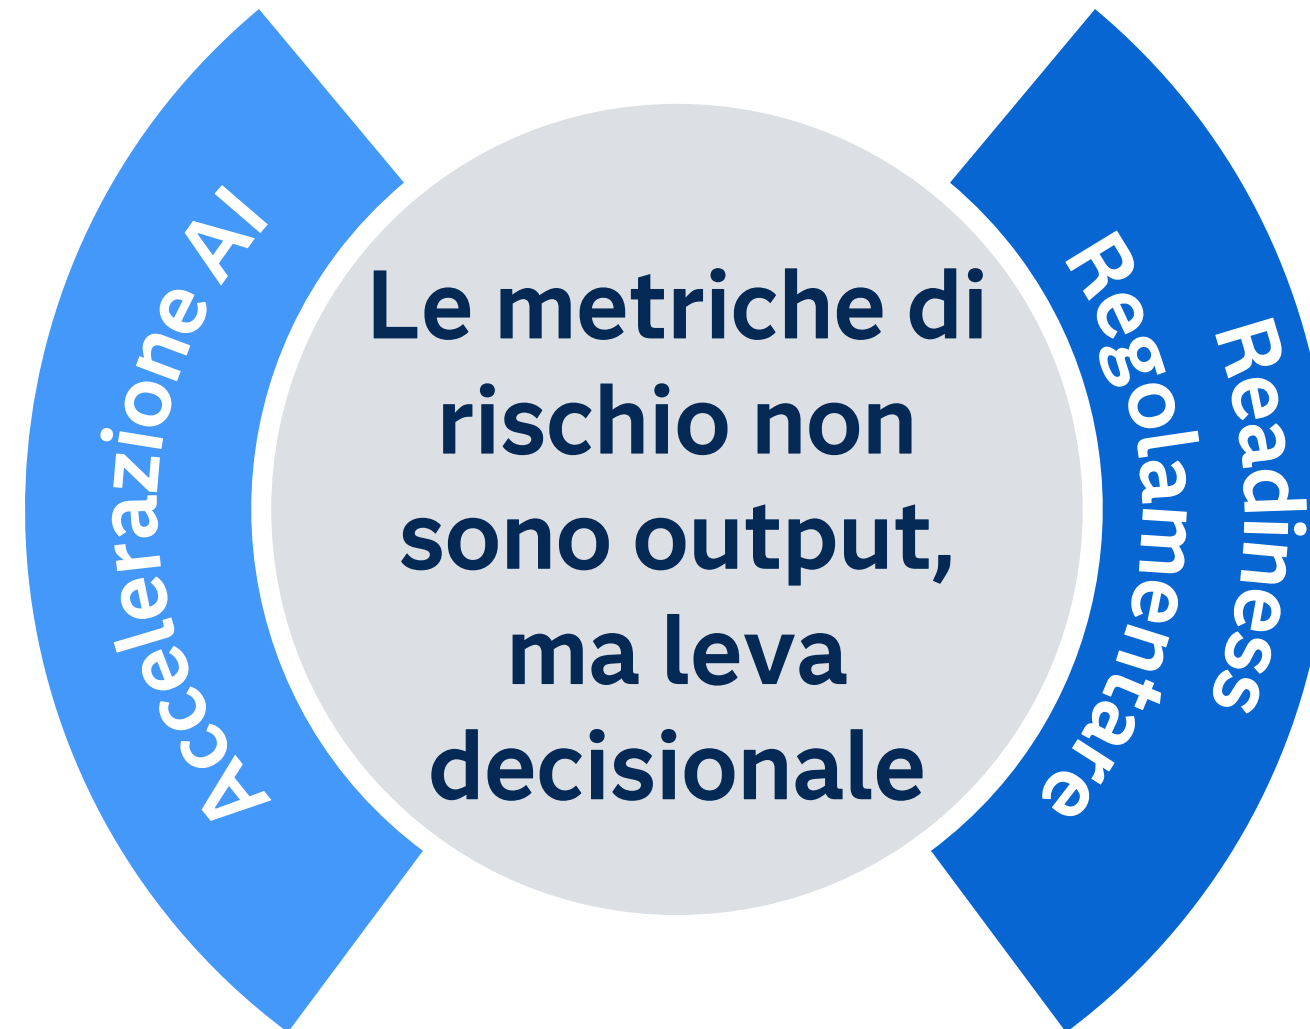 Accelerazione AI
Le metriche di
rischio non
sono output,
ma leva
decisionale
Readiness
Regolamentare